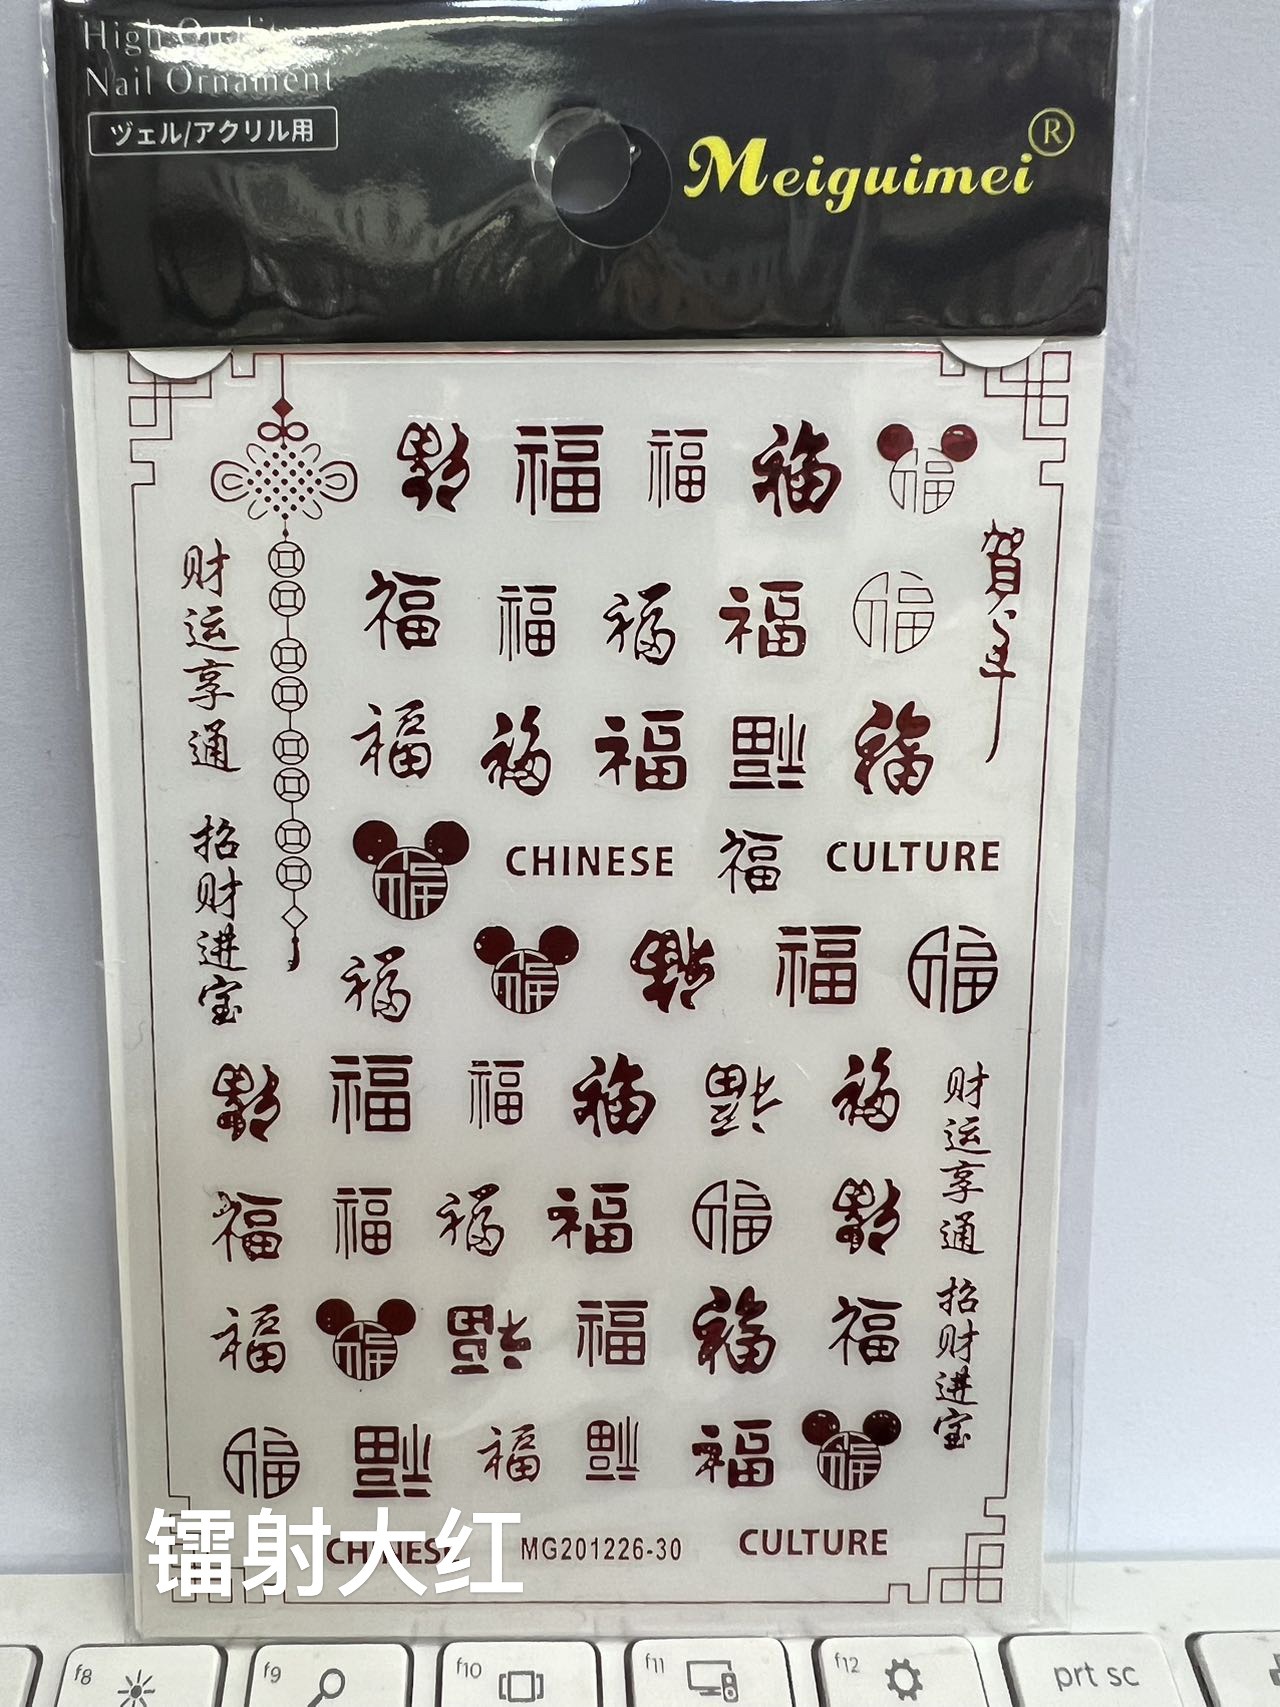 High Quality
Nail Ornament
ヅェル/アクリル用
Meiguimei®
福 福 福 福 福
财运享通
賀年
福 福 福 福 福
福 福 福 福 福
招财进宝
福 CHINESE 福 CULTURE
福 福 福 福 福
福 福 福 福 福 福
财运享通
福 福 福 福 福 福
招财进宝
福 福 福 福 福 福
福 福 福 福 福 福
镭射大红
CHINESE MG201226-30 CULTURE
f8 f9 f10 f11 f12 prt sc